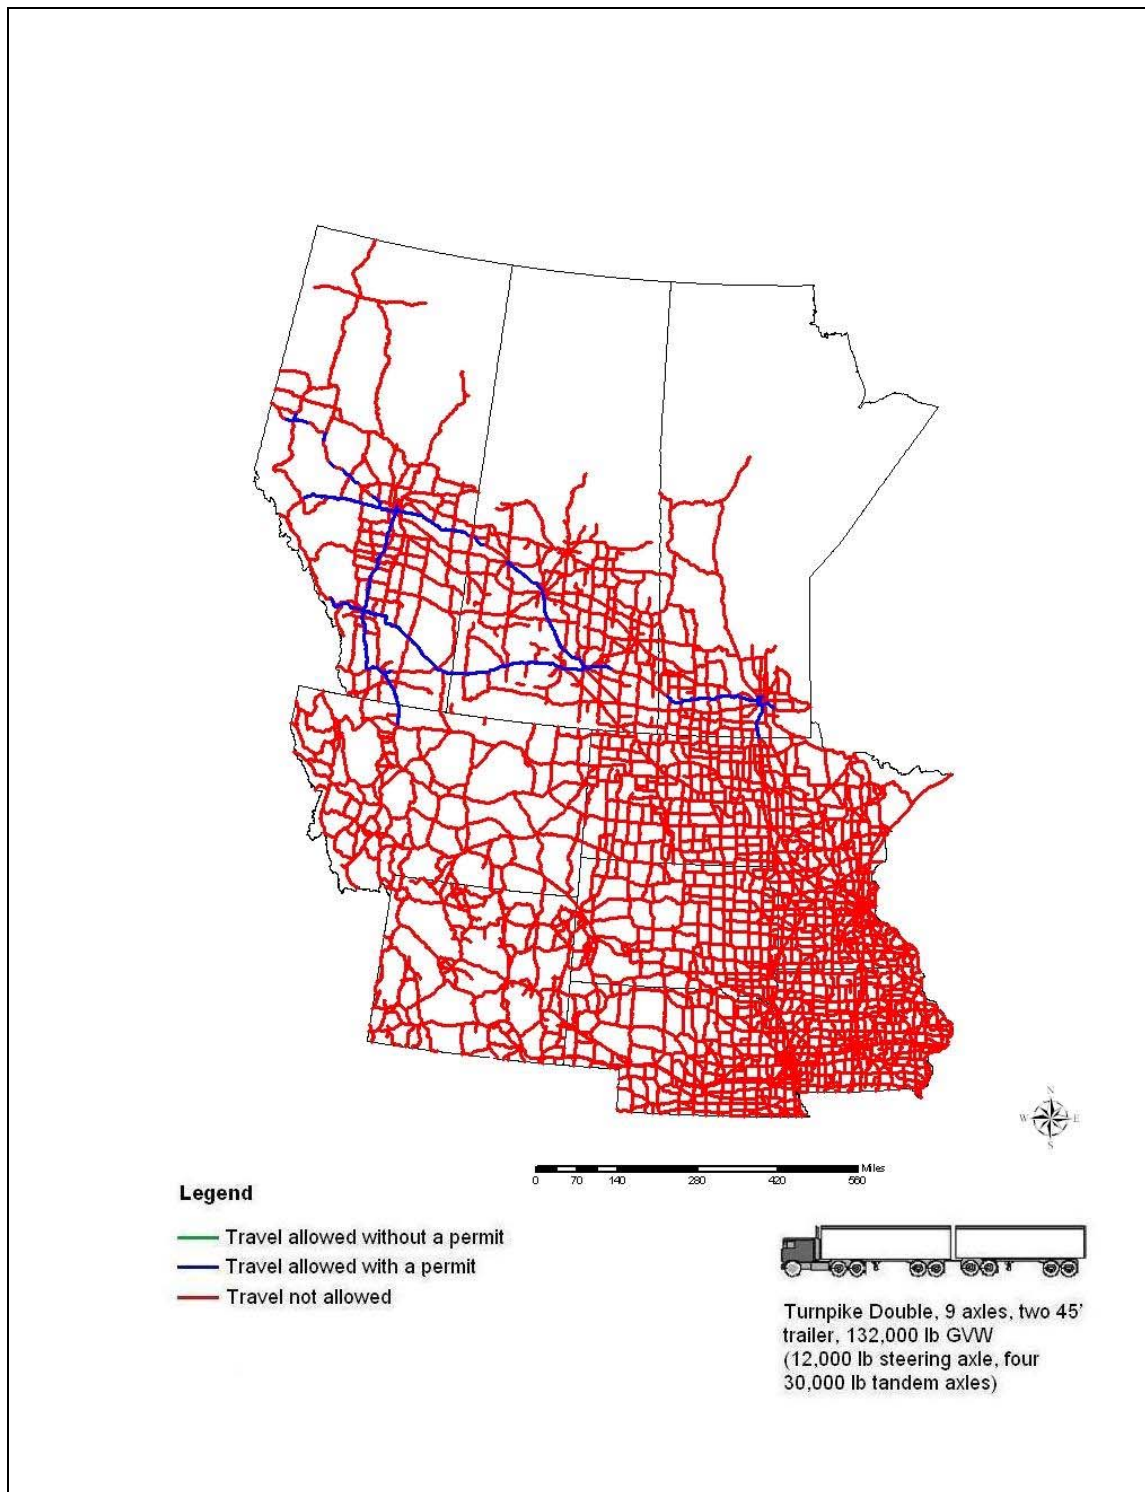 N
W E
S
Miles
0 70 140 280 420 560
Legend
Travel allowed without a permit
Travel allowed with a permit
Travel not allowed
Turnpike Double, 9 axles, two 45’
trailer, 132,000 lb GVW
(12,000 lb steering axle, four
30,000 lb tandem axles)